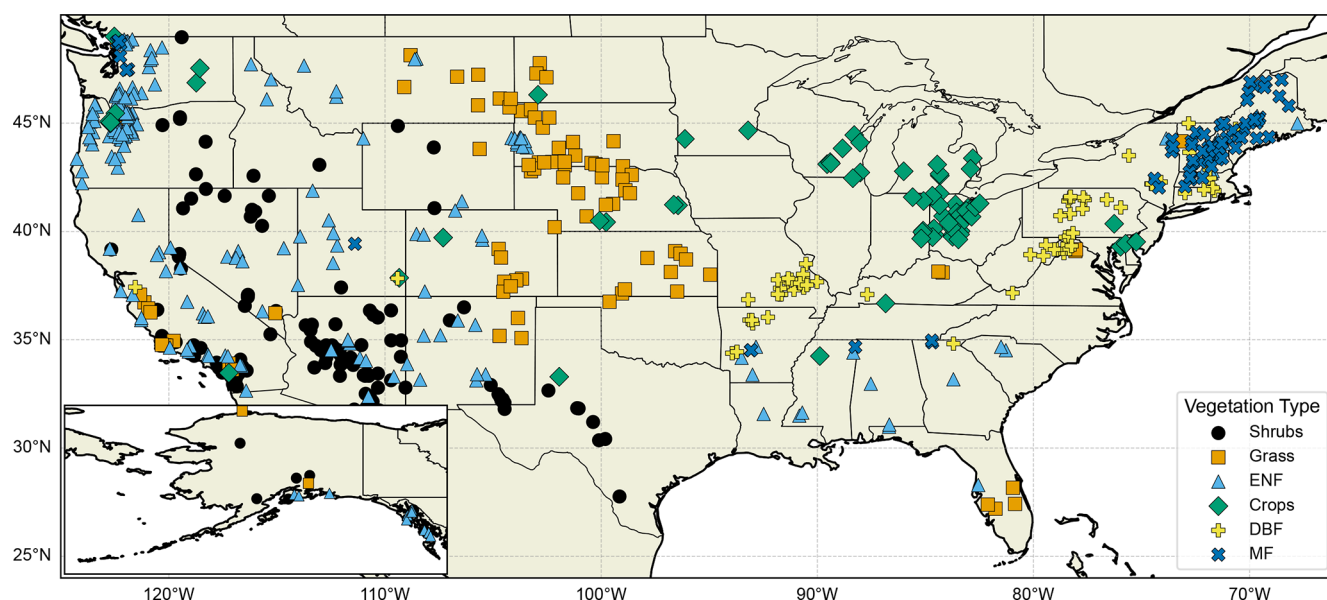 45°N
40°N
35°N
30°N
25°N
120°W
110°W
100°W
90°W
80°W
70°W
Vegetation Type
Shrubs
Grass
ENF
Crops
DBF
MF